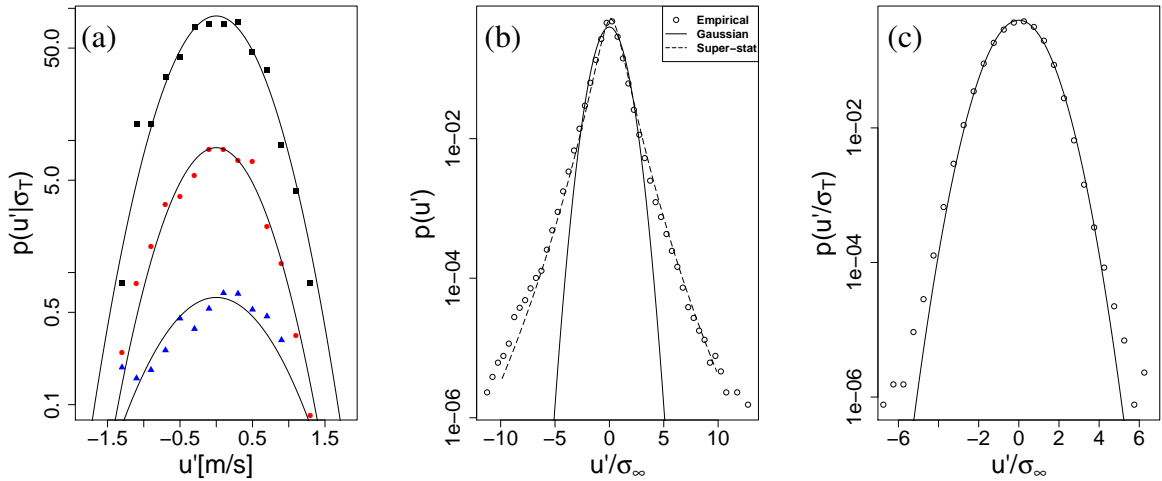 (a)
p(u'|σT)
50.0
5.0
0.5
0.1
−1.5
−0.5
0.5
1.5
u'[m/s]
(b)
Empirical
Gaussian
Super−stat
p(u')
1e−02
1e−04
1e−06
−10
−5
0
5
10
u'/σ∞
(c)
p(u'/σT)
1e−02
1e−04
1e−06
−6
−2
0
2
4
6
u'/σ∞